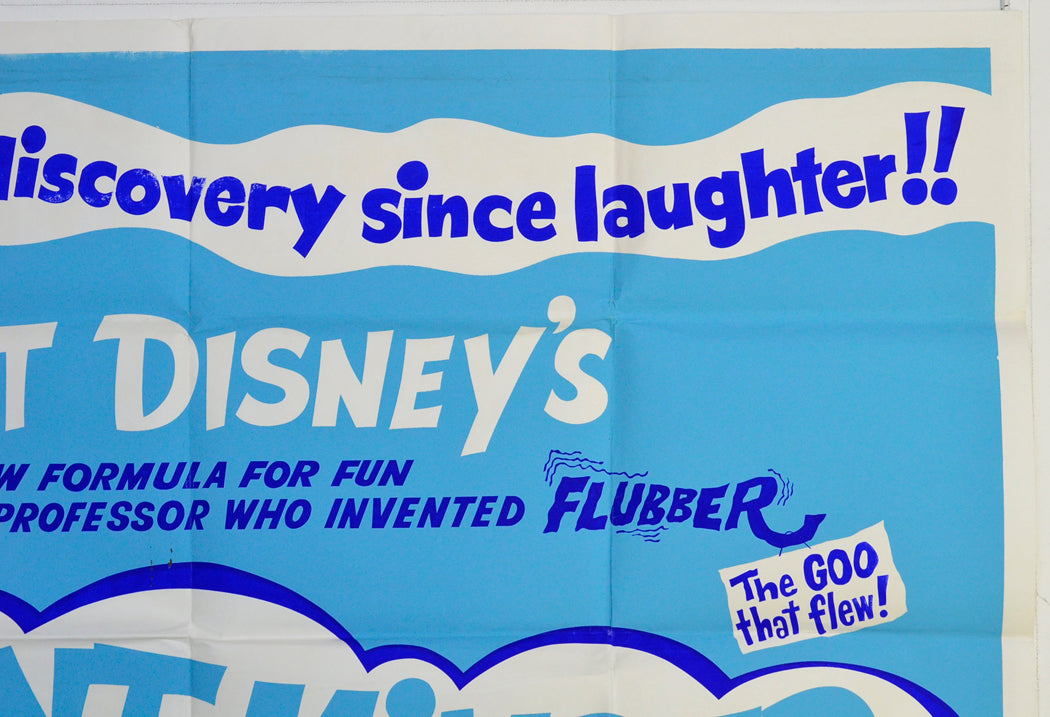 discovery since laughter!!
T DISNEY'S
W FORMULA FOR FUN
PROFESSOR WHO INVENTED FLUBBER
The GOO
that flew!